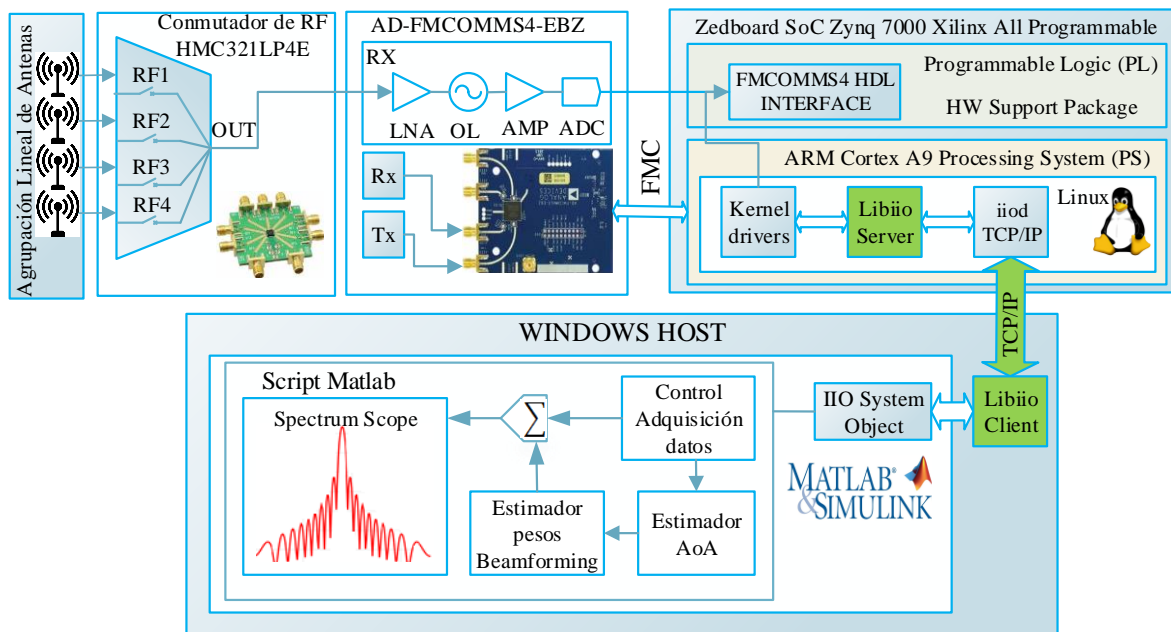 Agrupación Lineal de Antenas
Conmutador de RF
HMC321LP4E
RF1
RF2
RF3
RF4
OUT
AD-FMCOMMS4-EBZ
RX
LNA
OL
AMP
ADC
Rx
Tx
ANALOG
DEVICES
FMC
Zedboard SoC Zynq 7000 Xilinx All Programmable
FMCOMMS4 HDL
INTERFACE
Programmable Logic (PL)
HW Support Package
ARM Cortex A9 Processing System (PS)
Kernel
drivers
Libiio
Server
iiod
TCP/IP
Linux
TCP/IP
WINDOWS HOST
Script Matlab
Spectrum Scope
∑
Control
Adquisición
datos
Estimador
pesos
Beamforming
Estimador
AoA
IIO System
Object
Libiio
Client
MATLAB®
&SIMULINK